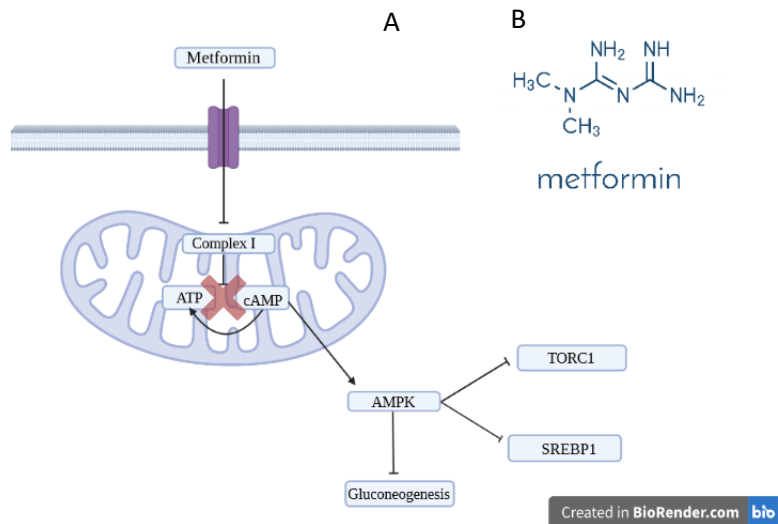 A
B
Metformin
NH₂
NH
H₃C
N
N
NH₂
CH₃
metformin
Complex I
ATP
cAMP
TORC1
AMPK
SREBP1
Gluconeogenesis
Created in BioRender.com bio